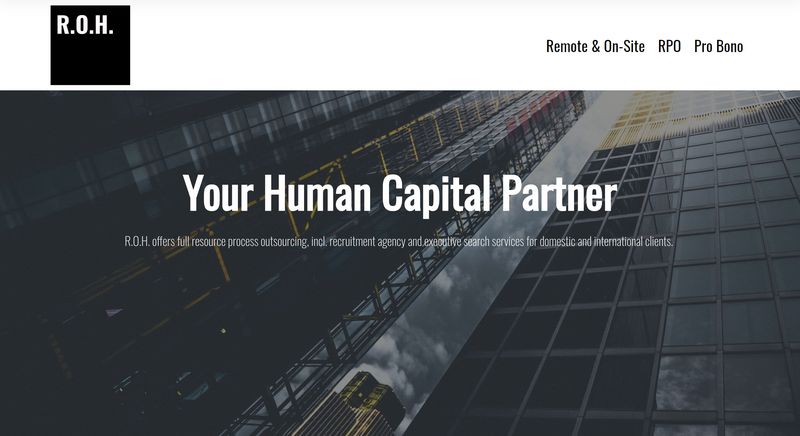 R.O.H.
Remote & On-Site RPO Pro Bono
Your Human Capital Partner
R.O.H. offers full resource process outsourcing, incl. recruitment agency and executive search services for domestic and international clients.